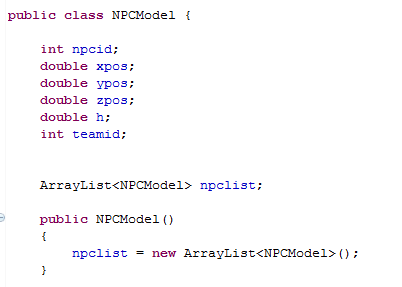 public class NPCModel {
int npcid;
double xpos;
double ypos;
double zpos;
double h;
int teamid;
ArrayList<NPCModel> npclist;
public NPCModel()
{
npclist = new ArrayList<NPCModel>();
}